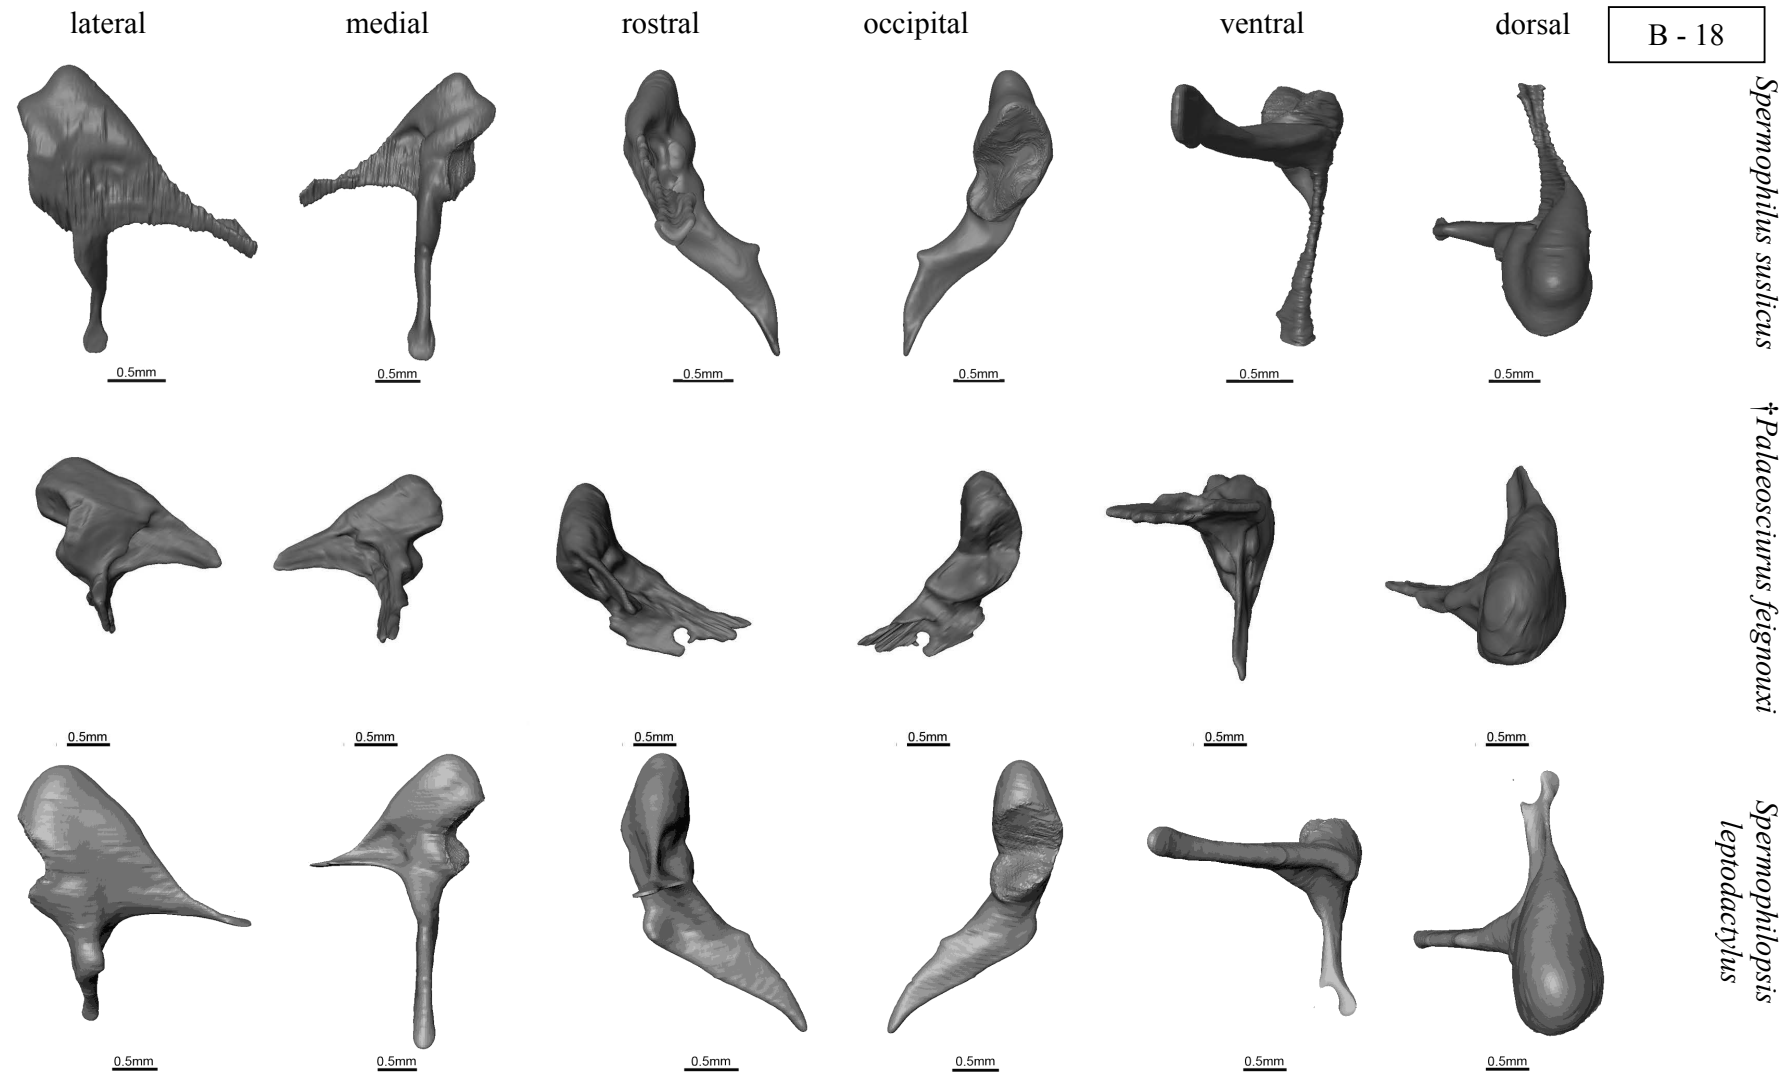 lateral medial rostral occipital ventral dorsal B - 18
Spermophilus suslicus
0.5mm 0.5mm 0.5mm 0.5mm 0.5mm 0.5mm
†Palaeosciurus feignouxi
0.5mm 0.5mm 0.5mm 0.5mm 0.5mm 0.5mm
Spermophilopsis
leptodactylus
0.5mm 0.5mm 0.5mm 0.5mm 0.5mm 0.5mm